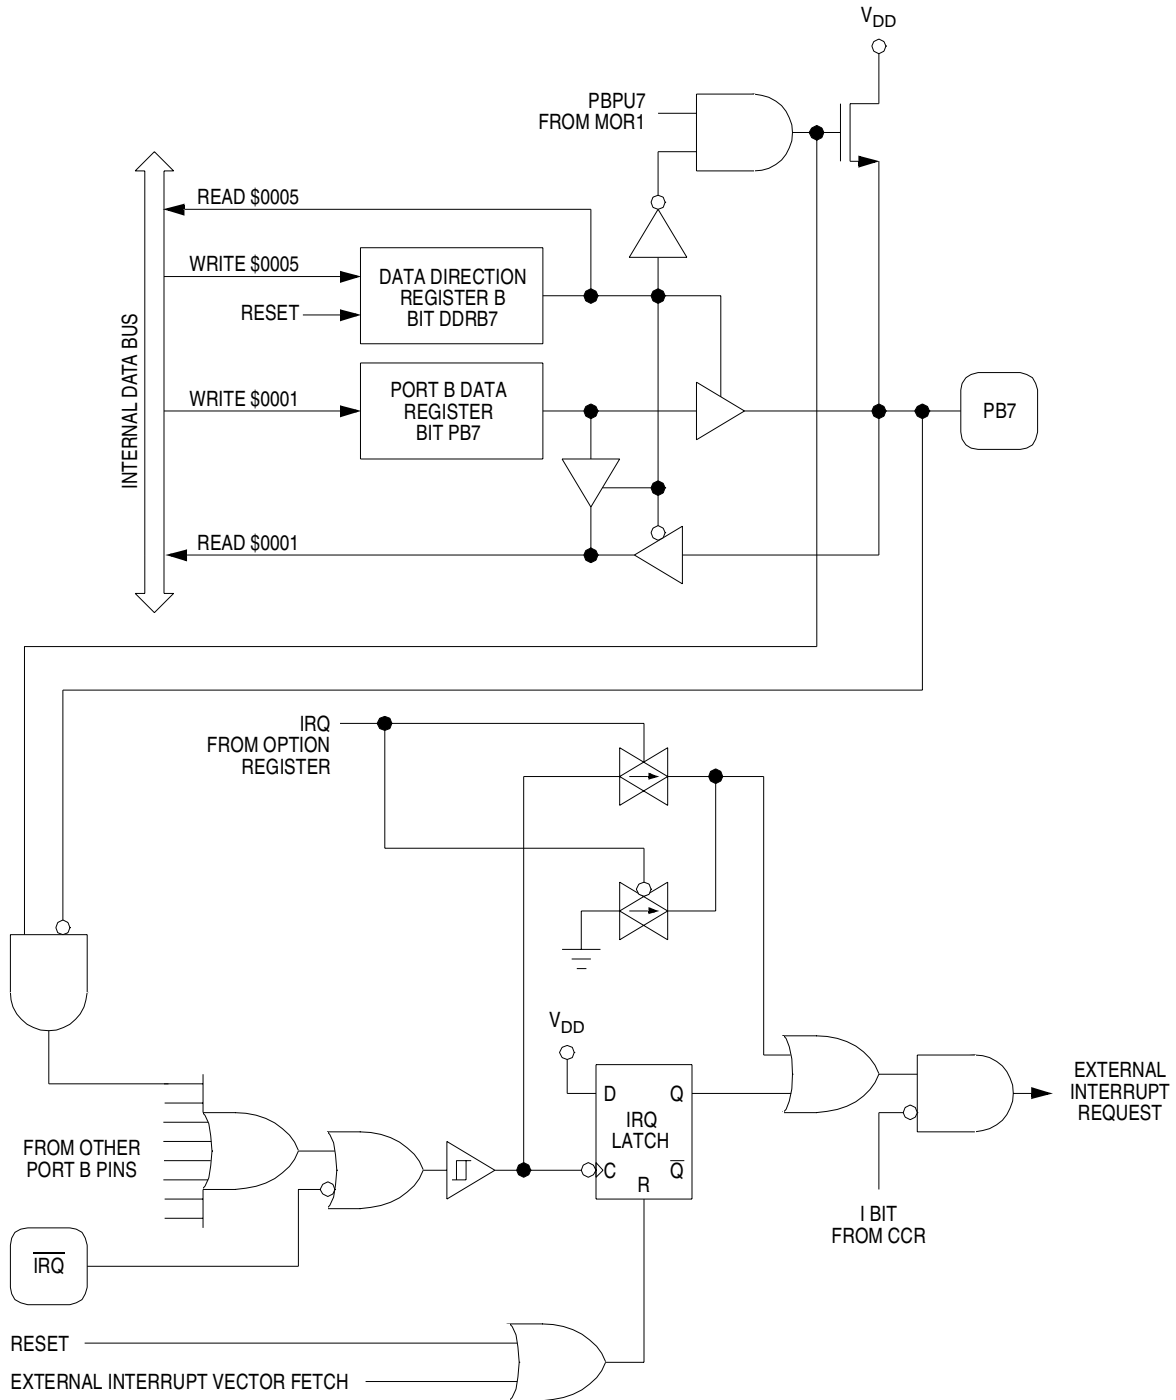 VDD
PBPU7
FROM MOR1
READ $0005
WRITE $0005
DATA DIRECTION
REGISTER B
BIT DDRB7
RESET
INTERNAL DATA BUS
WRITE $0001
PORT B DATA
REGISTER
BIT PB7
PB7
READ $0001
IRQ
FROM OPTION
REGISTER
VDD
D
Q
IRQ
LATCH
C
Q̅
R
EXTERNAL
INTERRUPT
REQUEST
FROM OTHER
PORT B PINS
I BIT
FROM CCR
I̅R̅Q̅
RESET
EXTERNAL INTERRUPT VECTOR FETCH